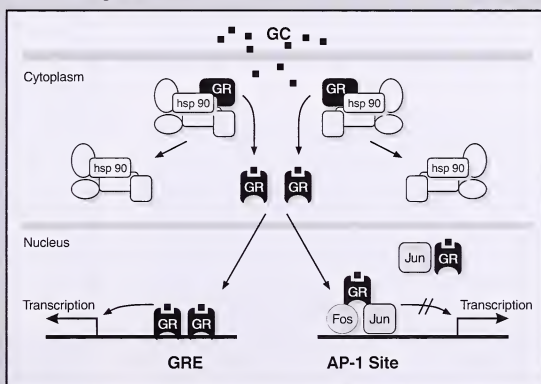 GC
Cytoplasm
GR
hsp 90
GR
hsp 90
hsp 90
GR
GR
hsp 90
Nucleus
Jun
GR
Transcription
GR
GR
GR
Fos
Jun
Transcription
GRE
AP-1 Site